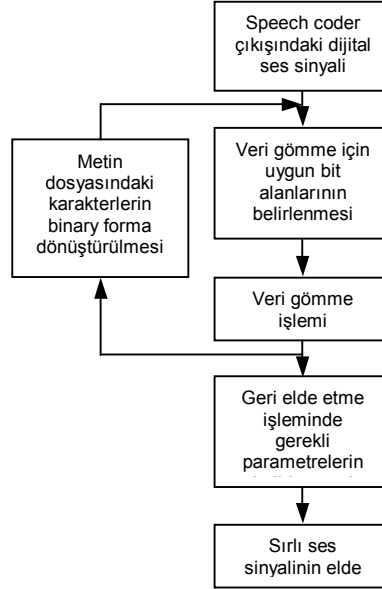 Speech coder
çıkışındaki dijital
ses sinyali
Metin
dosyasındaki
karakterlerin
binary forma
dönüştürülmesi
Veri gömme için
uygun bit
alanlarının
belirlenmesi
Veri gömme
işlemi
Geri elde etme
işleminde
gerekli
parametrelerin
Sırlı ses
sinyalinin elde